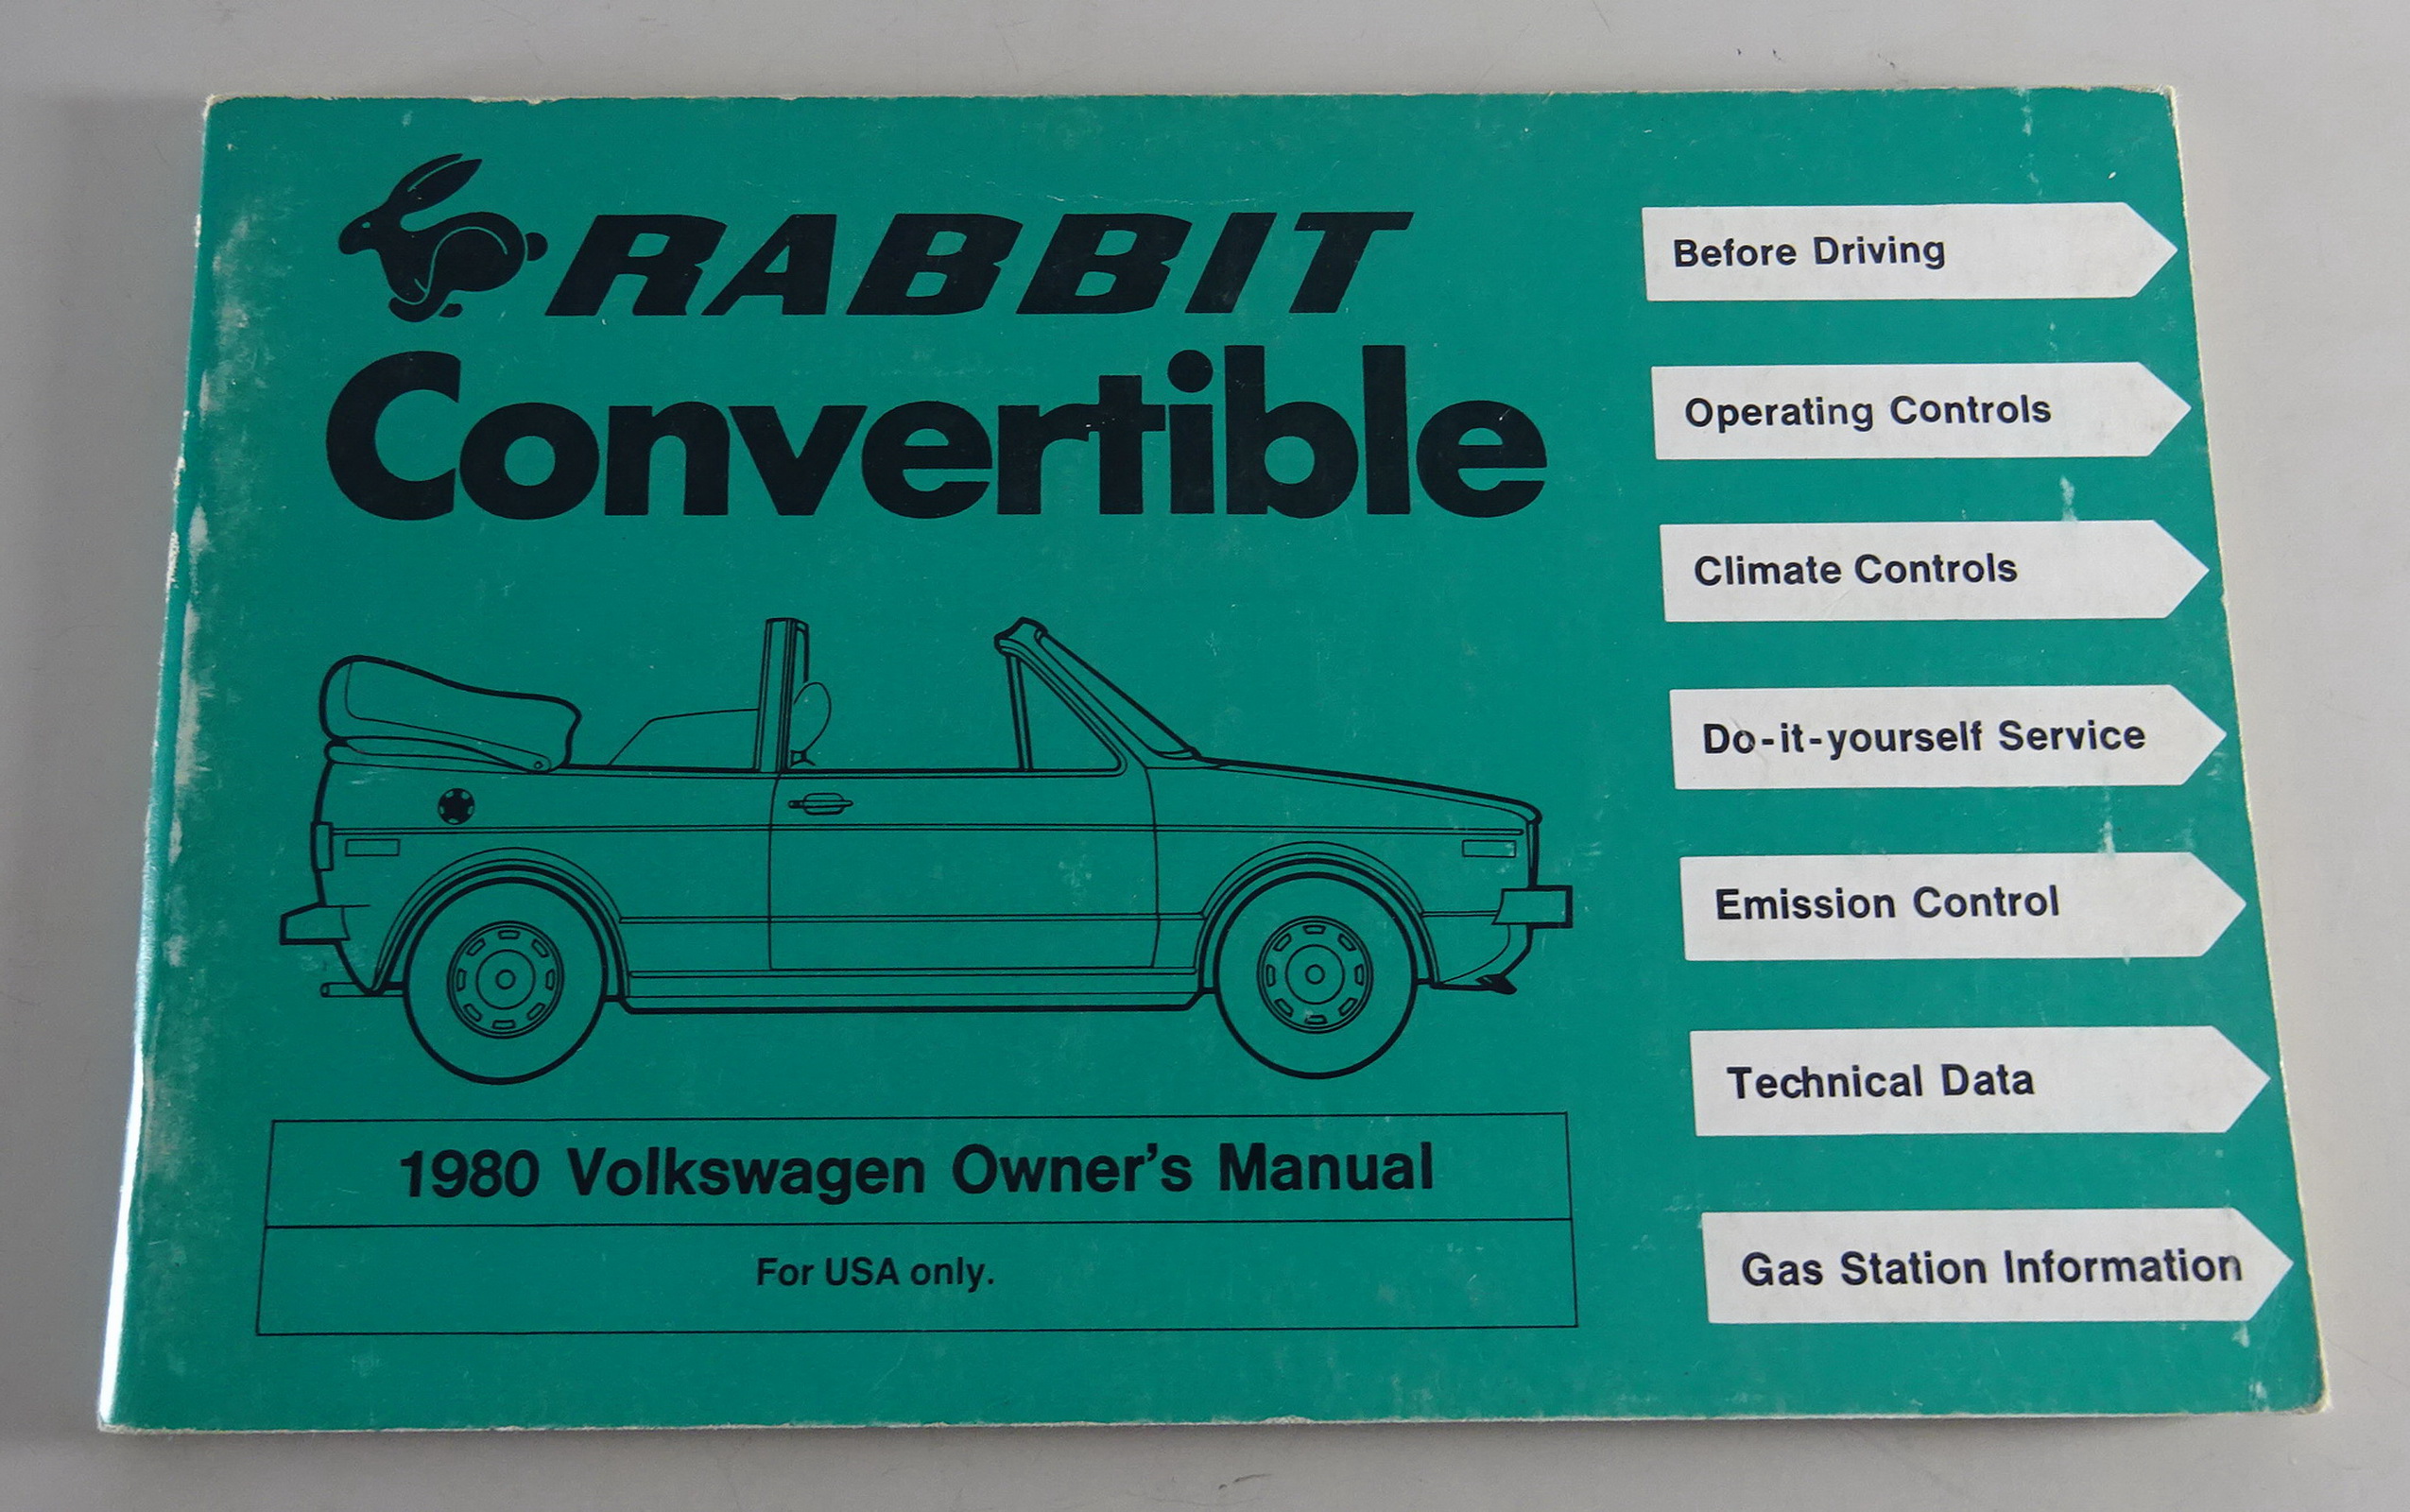 RABBIT
Convertible
1980 Volkswagen Owner's Manual
For USA only.
Before Driving
Operating Controls
Climate Controls
Do-it-yourself Service
Emission Control
Technical Data
Gas Station Information